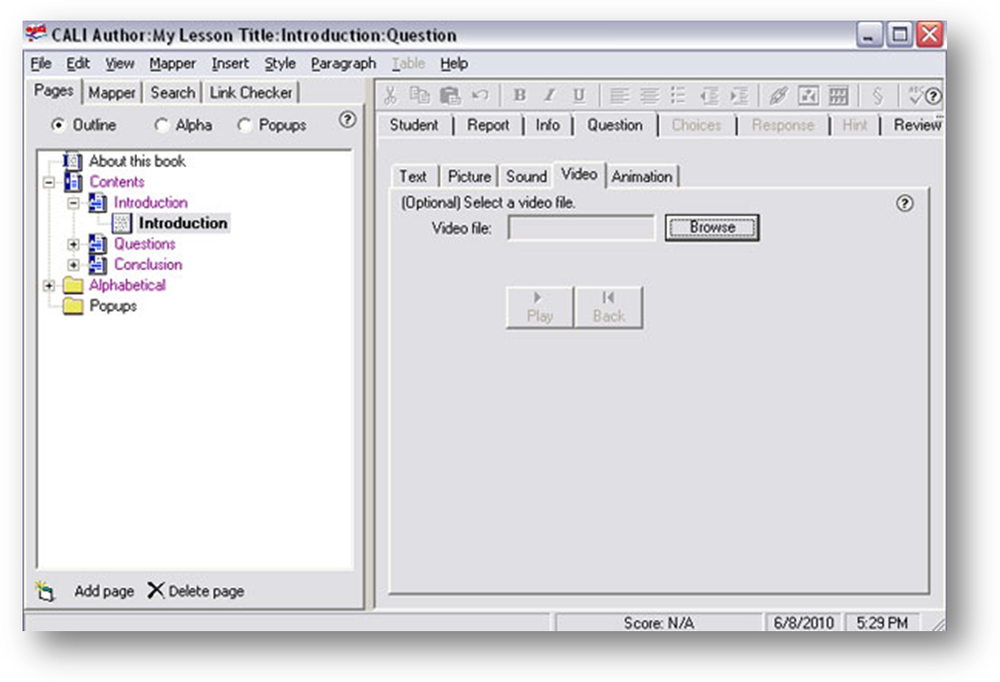 CALI Author:My Lesson Title:Introduction:Question
File Edit View Mapper Insert Style Paragraph Table Help
Pages Mapper Search Link Checker
Outline Alpha Popups ?
About this book
Contents
Introduction
Introduction
Questions
Conclusion
Alphabetical
Popups
Add page Delete page
B I U § ABC ?
Student Report Info Question Choices Response Hint Review
Text Picture Sound Video Animation
(Optional) Select a video file. ?
Video file: Browse
Play Back
Score: N/A 6/8/2010 5:29 PM